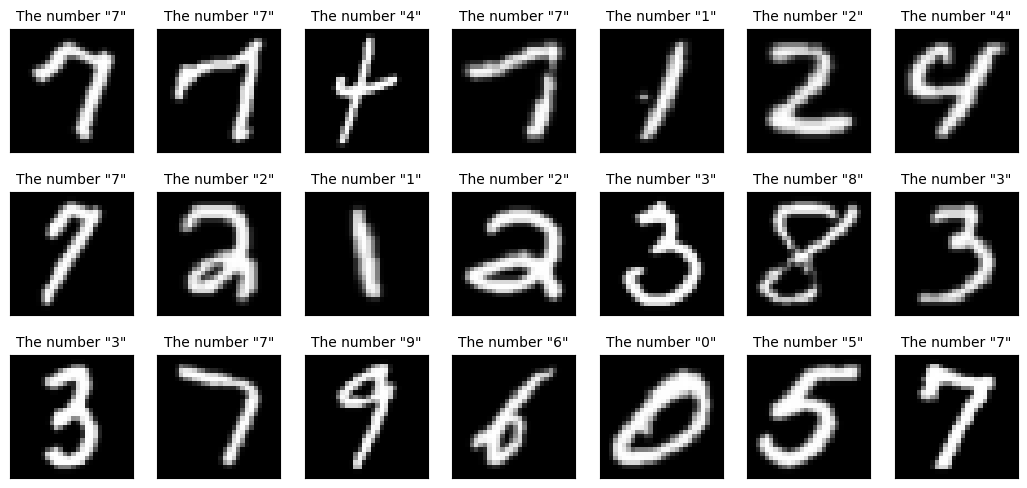 The number "7" The number "7" The number "4" The number "7" The number "1" The number "2" The number "4"
7 7 4 7 1 2 4
The number "7" The number "2" The number "1" The number "2" The number "3" The number "8" The number "3"
7 2 1 2 3 8 3
The number "3" The number "7" The number "9" The number "6" The number "0" The number "5" The number "7"
3 7 9 6 0 5 7